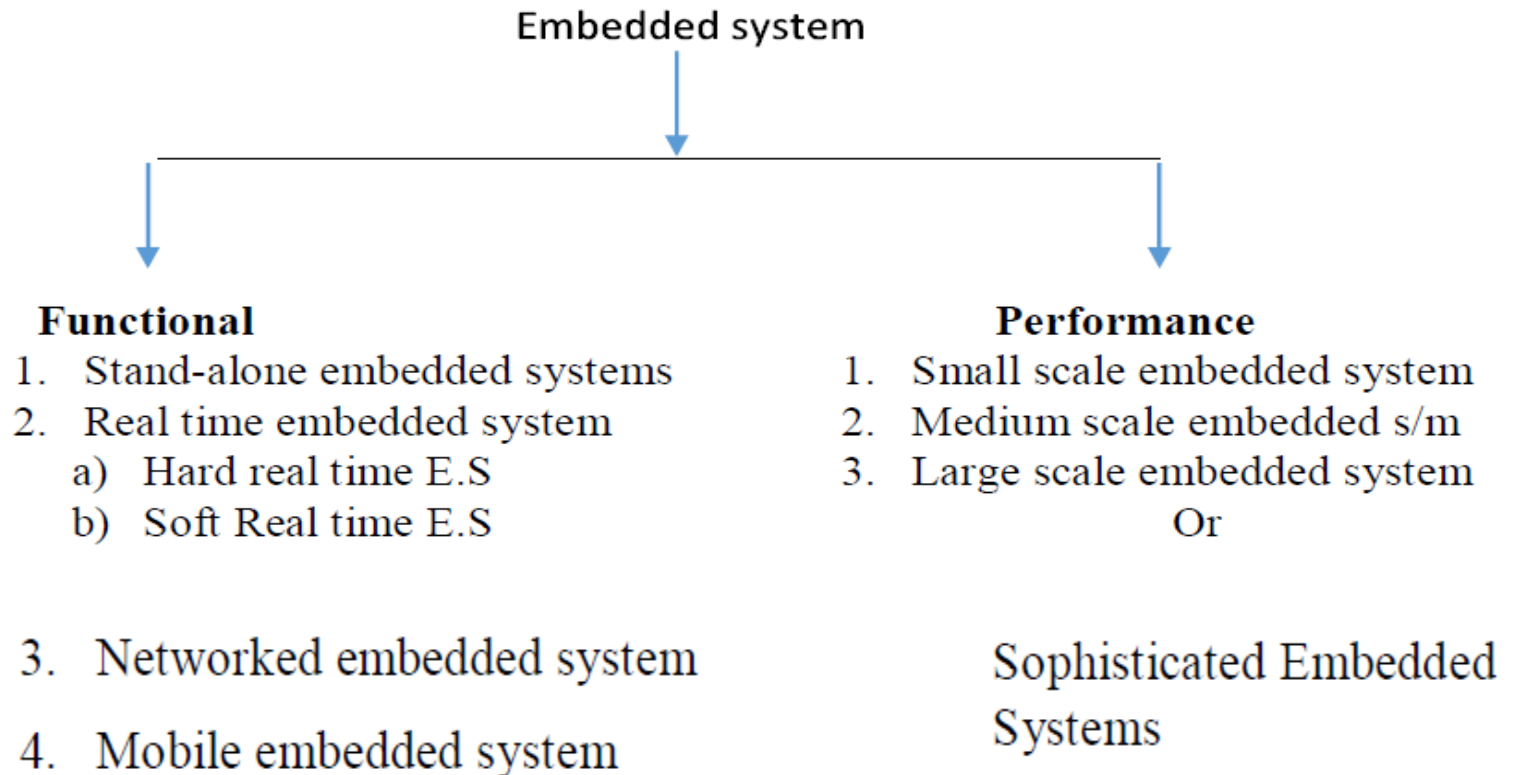 Embedded system
Functional
1. Stand-alone embedded systems
2. Real time embedded system
a) Hard real time E.S
b) Soft Real time E.S
3. Networked embedded system
4. Mobile embedded system
Performance
1. Small scale embedded system
2. Medium scale embedded s/m
3. Large scale embedded system
Or
Sophisticated Embedded
Systems